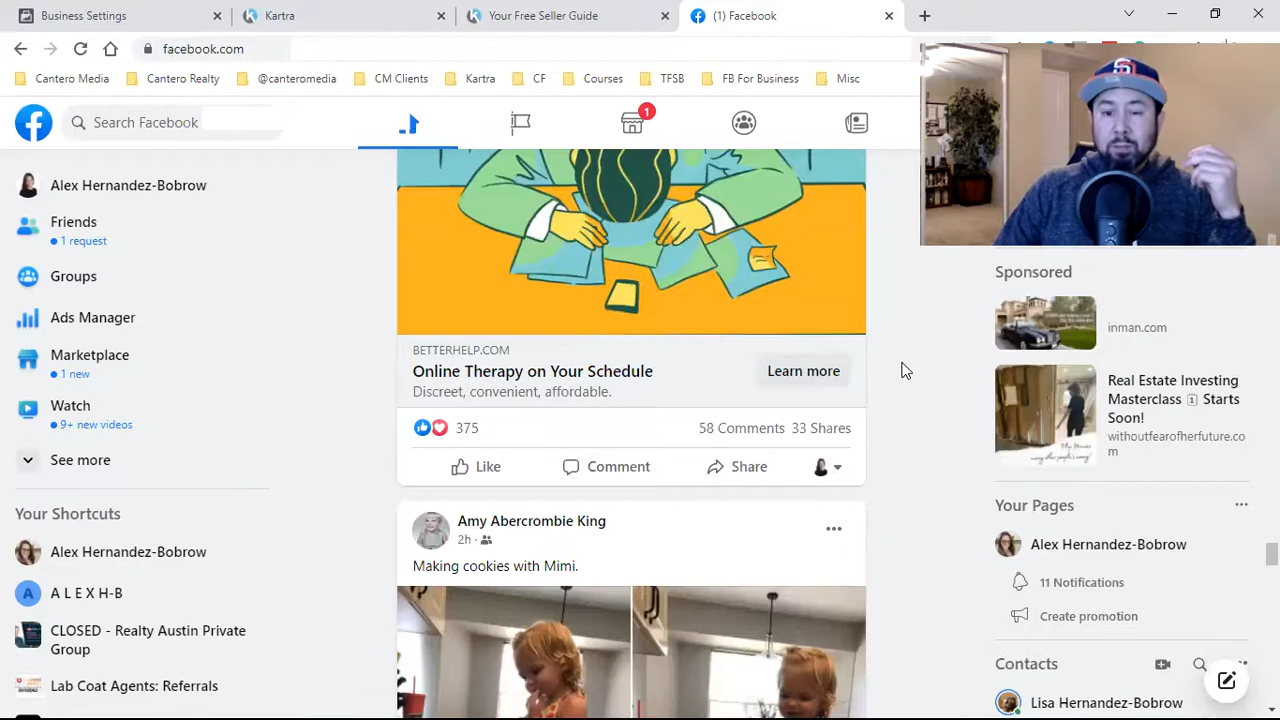 Business Settings
Kartra
Your Free Seller Guide
(1) Facebook
facebook.com
Cantero Media
Cantero Realty
@canteromedia
CM Clients
Kartra
CF
Courses
TFSB
FB For Business
Misc
Search Facebook
1
Alex Hernandez-Bobrow
Friends
1 request
Groups
Ads Manager
Marketplace
1 new
Watch
9+ new videos
See more
Your Shortcuts
Alex Hernandez-Bobrow
A L E X H-B
CLOSED - Realty Austin Private
Group
Lab Coat Agents: Referrals
BETTERHELP.COM
Online Therapy on Your Schedule
Discreet, convenient, affordable.
Learn more
375
58 Comments 33 Shares
Like
Comment
Share
Amy Abercrombie King
2h
Making cookies with Mimi.
Sponsored
inman.com
Real Estate Investing
Masterclass 1 Starts
Soon!
withoutfearofherfuture.co
m
Your Pages
Alex Hernandez-Bobrow
11 Notifications
Create promotion
Contacts
Lisa Hernandez-Bobrow